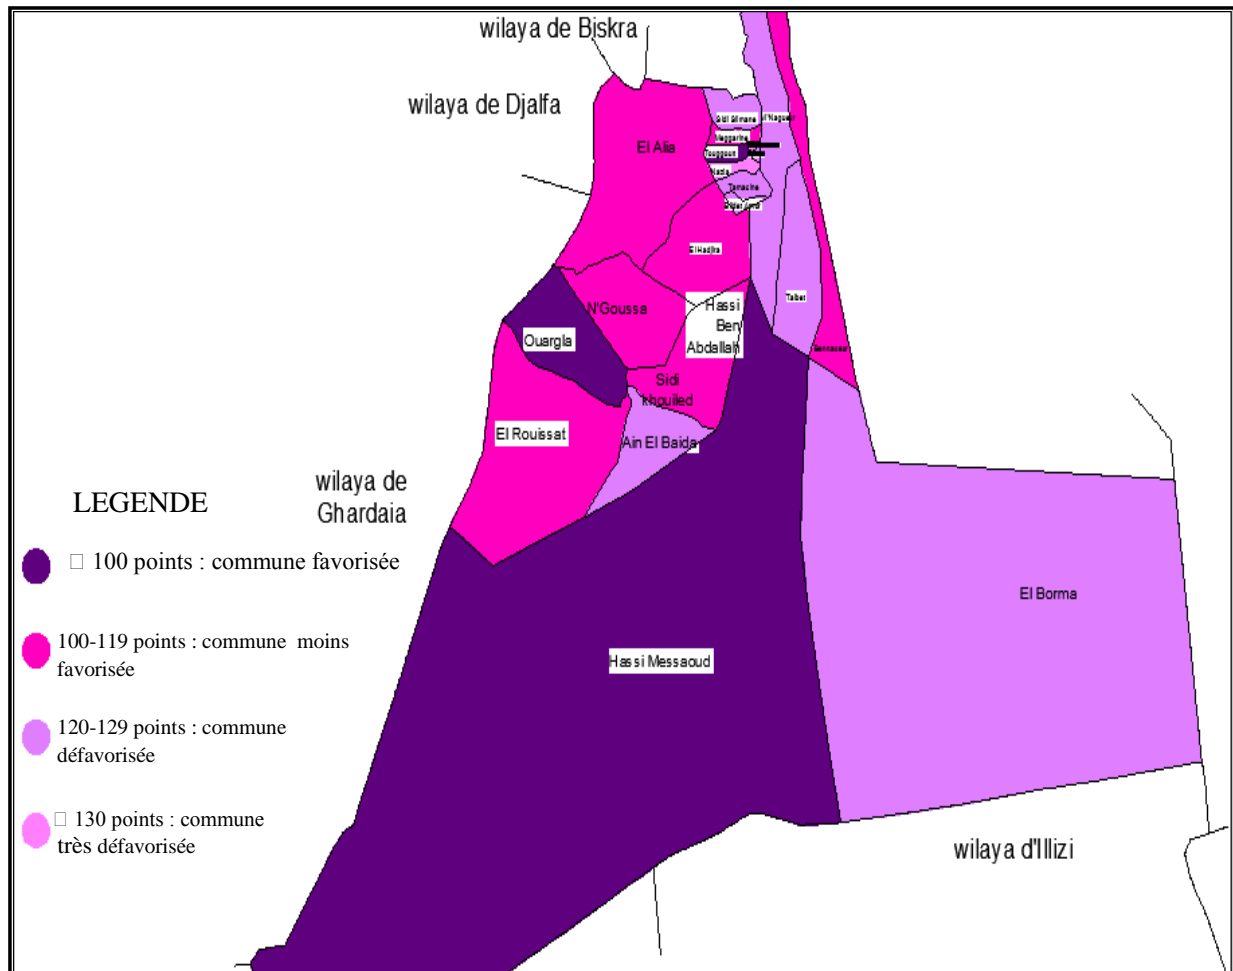 wilaya de Biskra
wilaya de Djalfa
El Alia
Sidi Slimane
M'Naguer
Meggarine
Touggourt
Nezla
Tamacine
El Hadjira
Taibet
N'Goussa
Hassi
Ben
Abdallah
Ouargla
Sidi
khouiled
El Rouissat
Ain El Baida
wilaya de
Ghardaia
El Borma
Hassi Messaoud
wilaya d'Illizi
LEGENDE
□ 100 points : commune favorisée
100-119 points : commune moins
favorisée
120-129 points : commune
défavorisée
□ 130 points : commune
très défavorisée